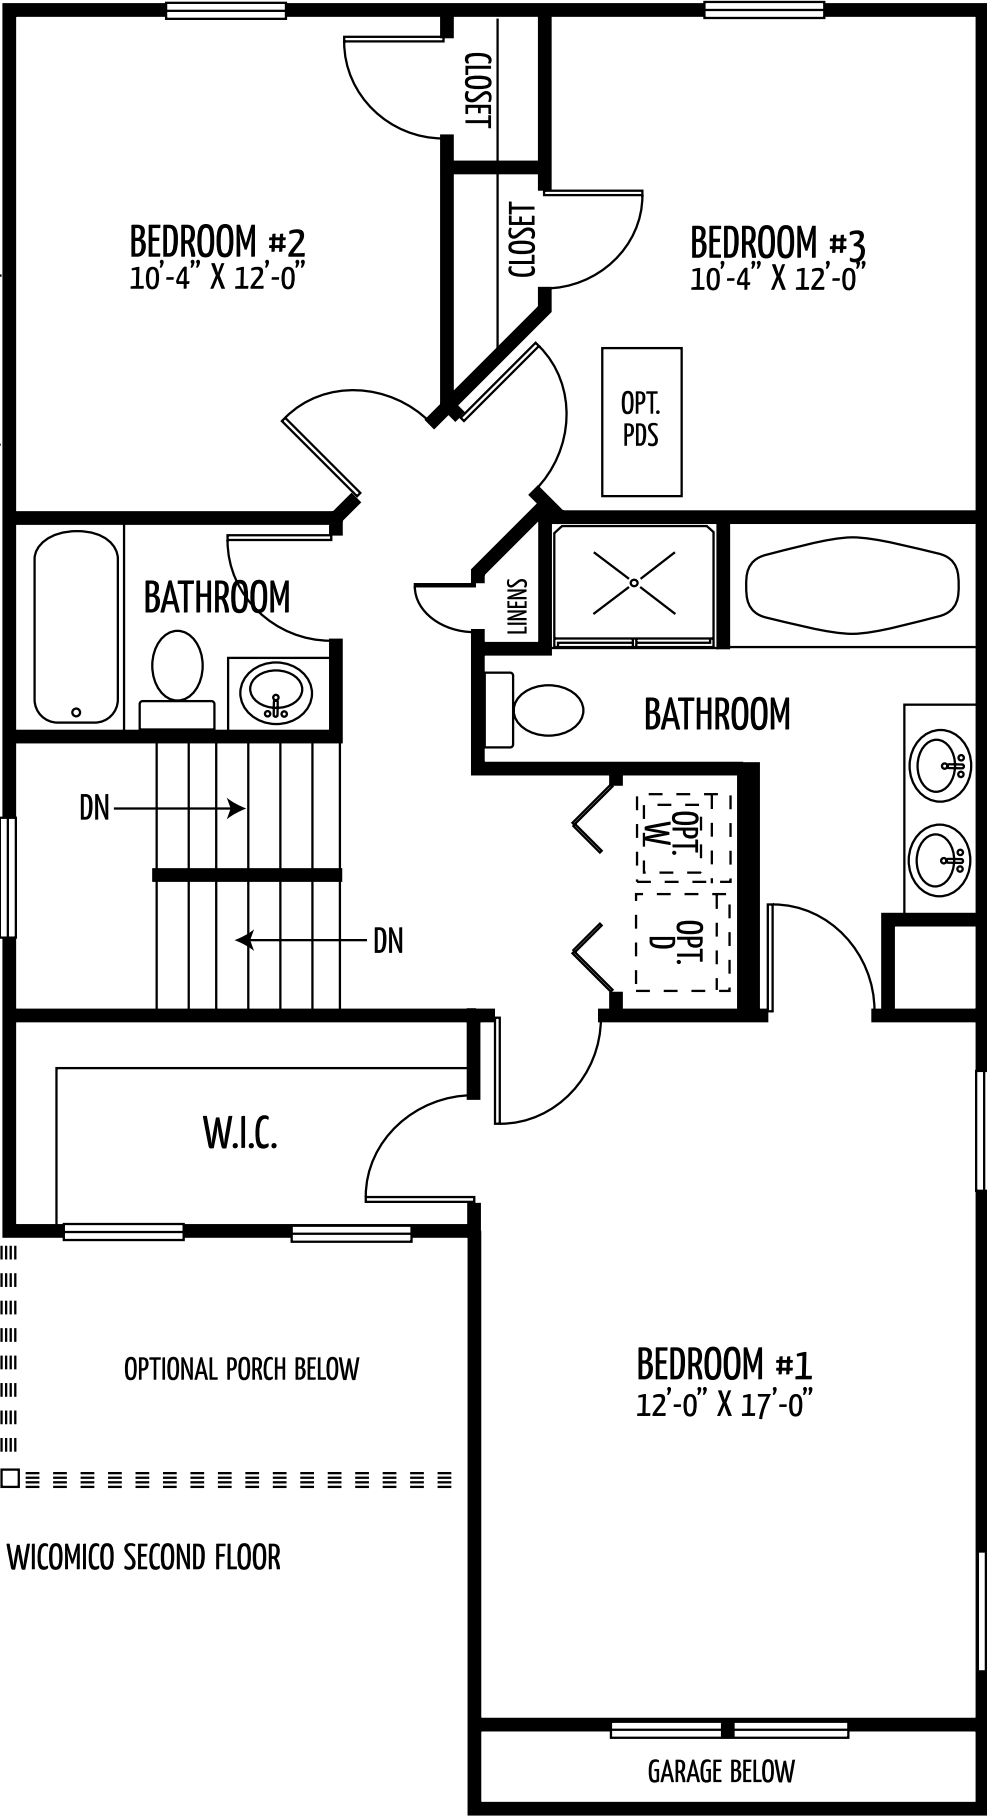 CLOSET
CLOSET
BEDROOM #2
10'-4" X 12'-0"
BEDROOM #3
10'-4" X 12'-0"
OPT.
PDS
LINENS
BATHROOM
BATHROOM
DN
OPT.
W
DN
OPT.
D
W.I.C.
BEDROOM #1
12'-0" X 17'-0"
OPTIONAL PORCH BELOW
WICOMICO SECOND FLOOR
GARAGE BELOW